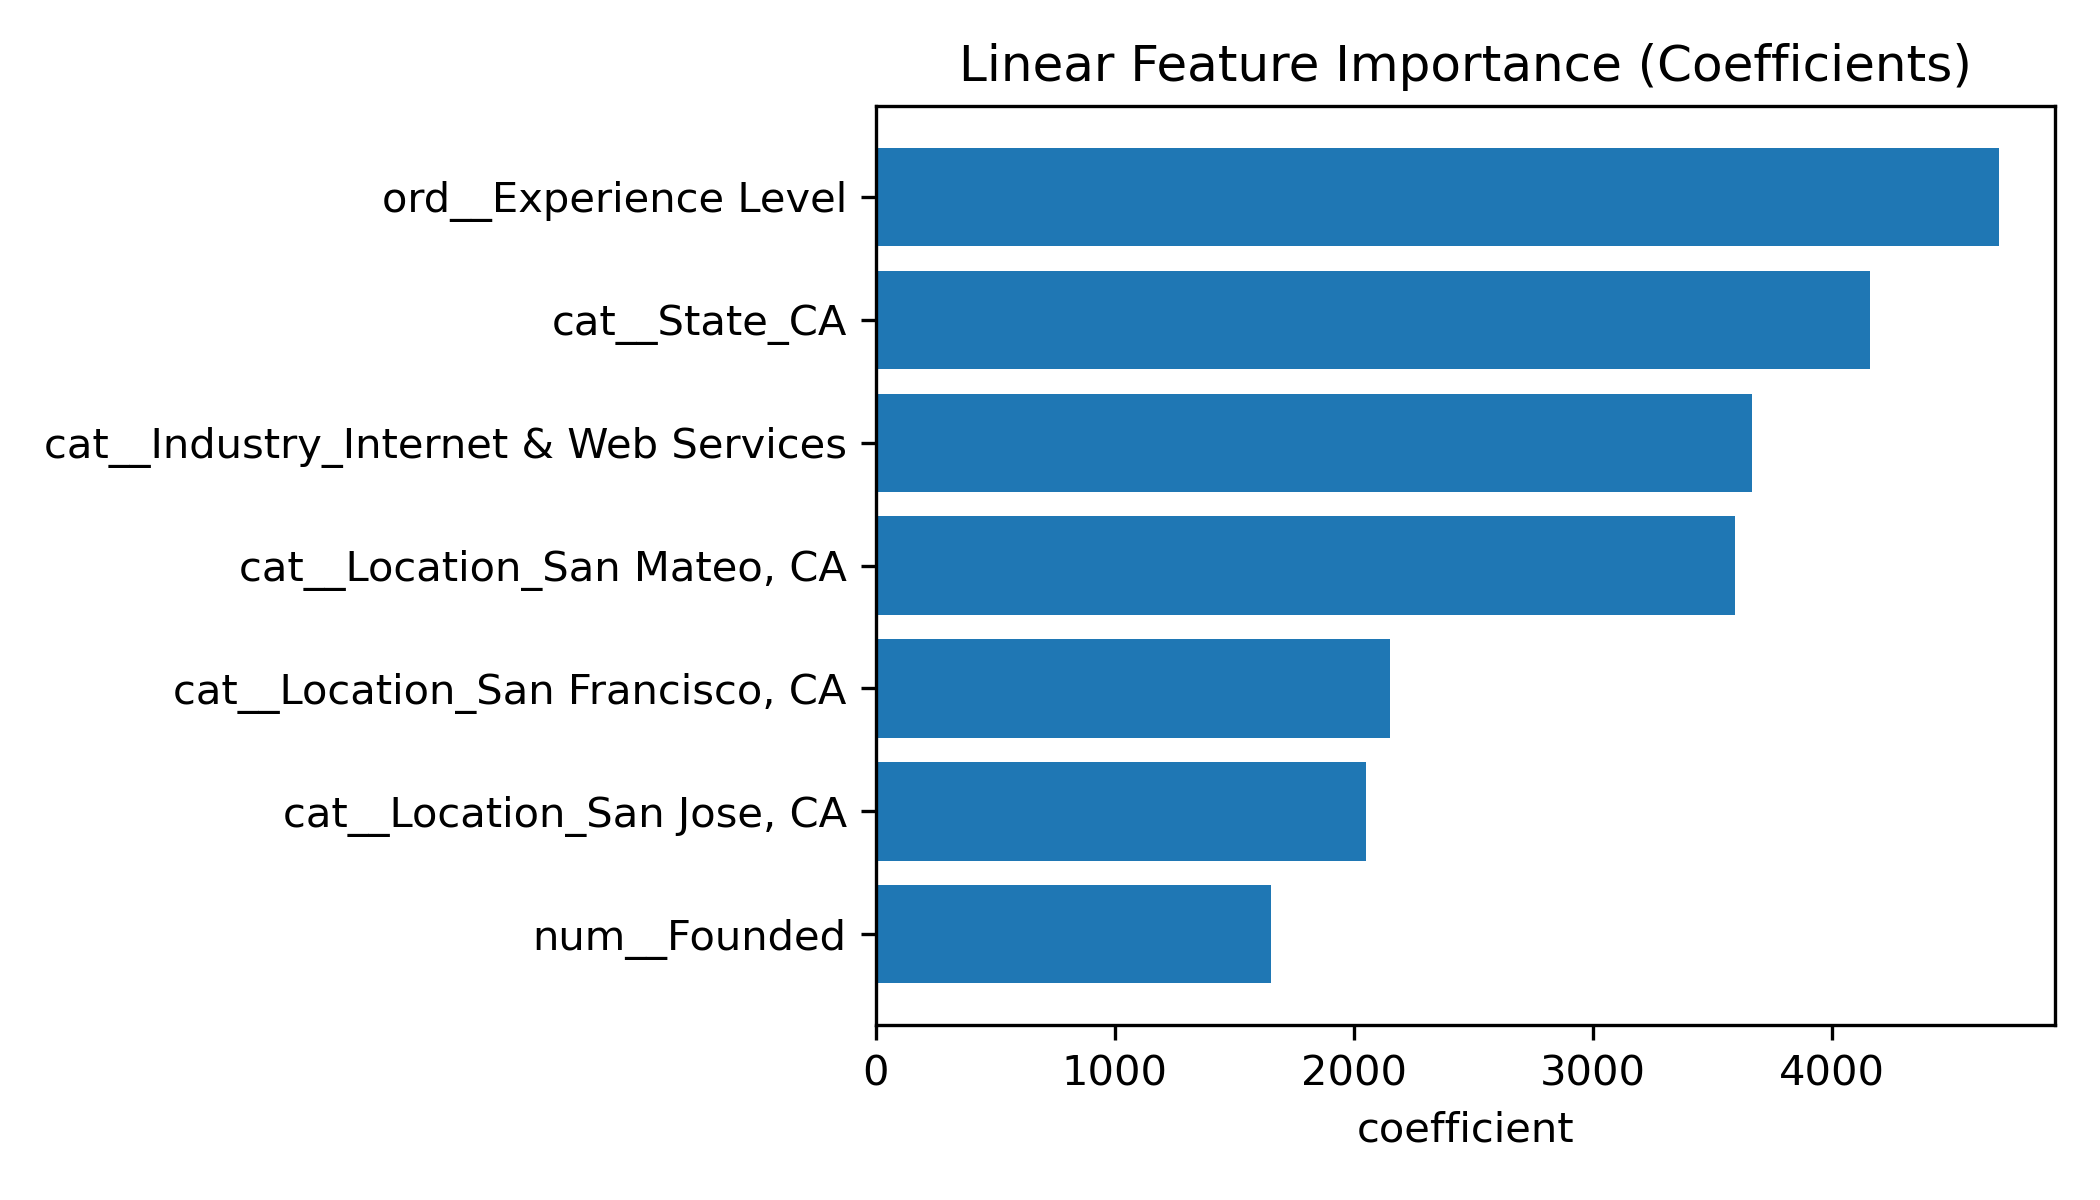 Linear Feature Importance (Coefficients)
ord__Experience Level
cat__State_CA
cat__Industry_Internet & Web Services
cat__Location_San Mateo, CA
cat__Location_San Francisco, CA
cat__Location_San Jose, CA
num__Founded
0 1000 2000 3000 4000
coefficient